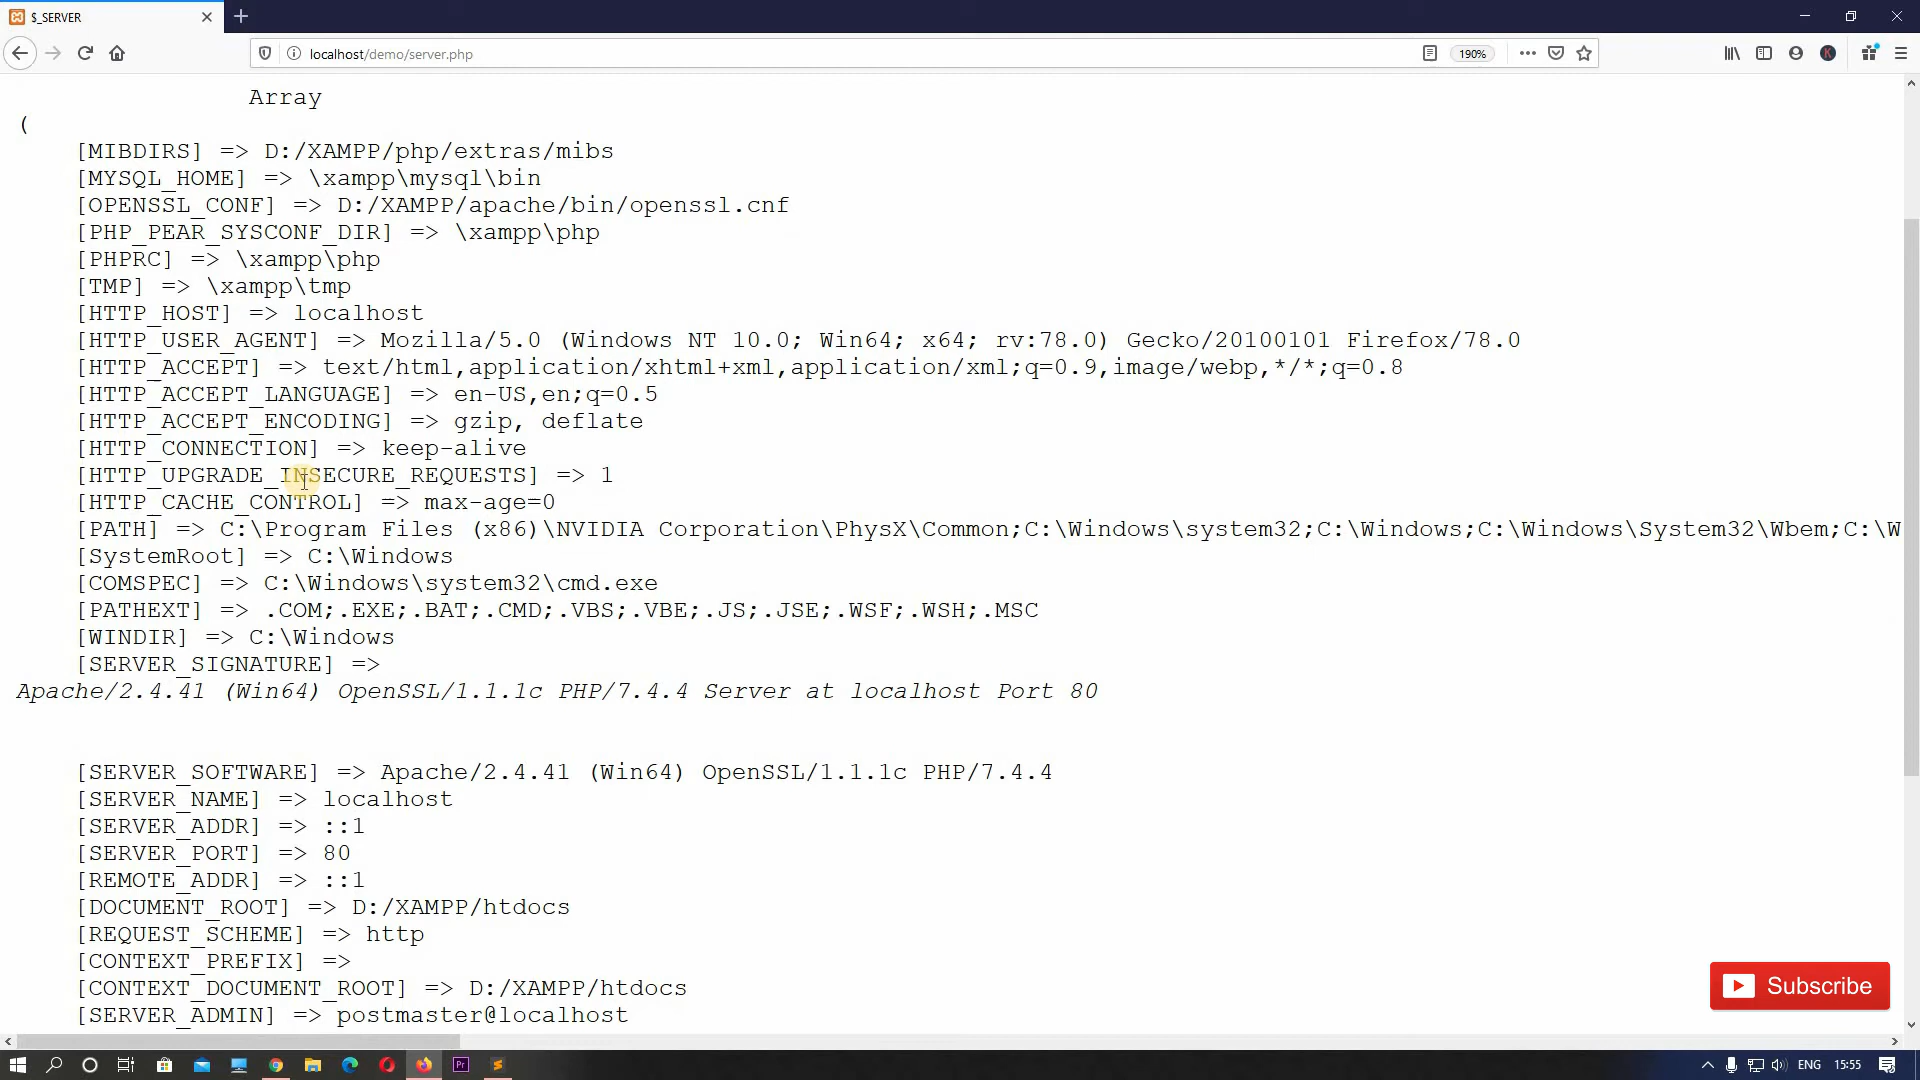 $_SERVER
localhost/demo/server.php
190%
K
Array
(
[MIBDIRS] => D:/XAMPP/php/extras/mibs
[MYSQL_HOME] => \xampp\mysql\bin
[OPENSSL_CONF] => D:/XAMPP/apache/bin/openssl.cnf
[PHP_PEAR_SYSCONF_DIR] => \xampp\php
[PHPRC] => \xampp\php
[TMP] => \xampp\tmp
[HTTP_HOST] => localhost
[HTTP_USER_AGENT] => Mozilla/5.0 (Windows NT 10.0; Win64; x64; rv:78.0) Gecko/20100101 Firefox/78.0
[HTTP_ACCEPT] => text/html,application/xhtml+xml,application/xml;q=0.9,image/webp,*/*;q=0.8
[HTTP_ACCEPT_LANGUAGE] => en-US,en;q=0.5
[HTTP_ACCEPT_ENCODING] => gzip, deflate
[HTTP_CONNECTION] => keep-alive
[HTTP_UPGRADE_INSECURE_REQUESTS] => 1
[HTTP_CACHE_CONTROL] => max-age=0
[PATH] => C:\Program Files (x86)\NVIDIA Corporation\PhysX\Common;C:\Windows\system32;C:\Windows;C:\Windows\System32\Wbem;C:\W
[SystemRoot] => C:\Windows
[COMSPEC] => C:\Windows\system32\cmd.exe
[PATHEXT] => .COM;.EXE;.BAT;.CMD;.VBS;.VBE;.JS;.JSE;.WSF;.WSH;.MSC
[WINDIR] => C:\Windows
[SERVER_SIGNATURE] =>
Apache/2.4.41 (Win64) OpenSSL/1.1.1c PHP/7.4.4 Server at localhost Port 80
[SERVER_SOFTWARE] => Apache/2.4.41 (Win64) OpenSSL/1.1.1c PHP/7.4.4
[SERVER_NAME] => localhost
[SERVER_ADDR] => ::1
[SERVER_PORT] => 80
[REMOTE_ADDR] => ::1
[DOCUMENT_ROOT] => D:/XAMPP/htdocs
[REQUEST_SCHEME] => http
[CONTEXT_PREFIX] =>
[CONTEXT_DOCUMENT_ROOT] => D:/XAMPP/htdocs
[SERVER_ADMIN] => postmaster@localhost
Subscribe
Pr
ENG
15:55